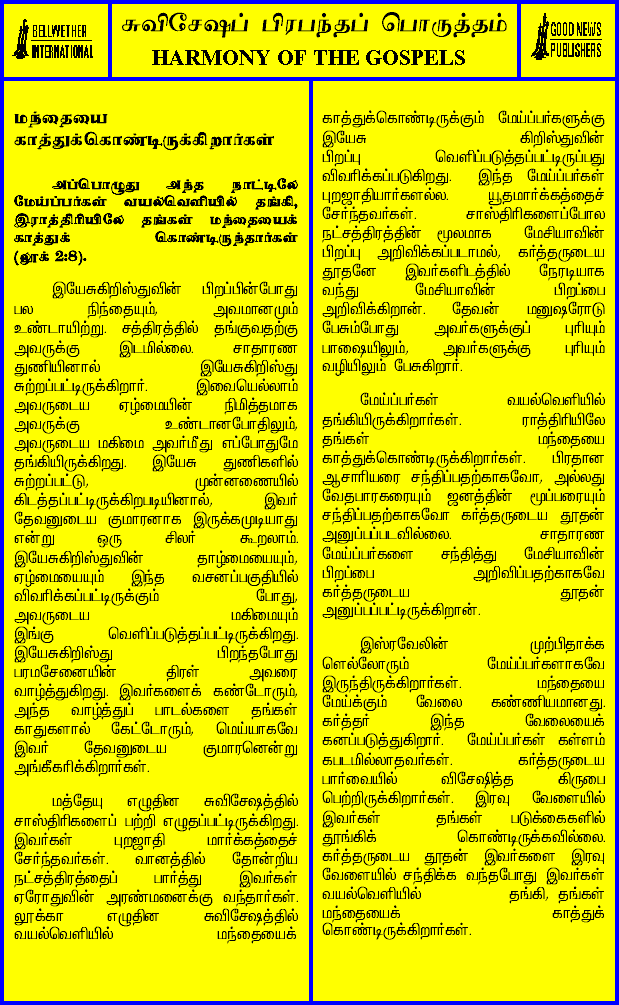 BELLWETHER
INTERNATIONAL
சுவிசேஷப் பிரபந்தப் பொருத்தம்
HARMONY OF THE GOSPELS
GOOD NEWS
PUBLISHERS
மந்தையை
காத்துக்கொண்டிருக்கிறார்கள்
அப்பொழுது அந்த நாட்டிலே
மேய்ப்பர்கள் வயல்வெளியில் தங்கி,
இராத்திரியிலே தங்கள் மந்தையைக்
காத்துக் கொண்டிருந்தார்கள்
(லூக் 2:8).
இயேசுகிறிஸ்துவின் பிறப்பின்போது
பல நிந்தையும், அவமானமும்
உண்டாயிற்று. சத்திரத்தில் தங்குவதற்கு
அவருக்கு இடமில்லை. சாதாரண
துணியினால் இயேசுகிறிஸ்து
சுற்றப்பட்டிருக்கிறார். இவையெல்லாம்
அவருடைய ஏழ்மையின் நிமித்தமாக
அவருக்கு உண்டானபோதிலும்,
அவருடைய மகிமை அவர்மீது எப்போதுமே
தங்கியிருக்கிறது. இயேசு துணிகளில்
சுற்றப்பட்டு, முன்னணையில்
கிடத்தப்பட்டிருக்கிறபடியினால், இவர்
தேவனுடைய குமாரனாக இருக்கமுடியாது
என்று ஒரு சிலர் கூறலாம்.
இயேசுகிறிஸ்துவின் தாழ்மையையும்,
ஏழ்மையையும் இந்த வசனப்பகுதியில்
விவரிக்கப்பட்டிருக்கும் போது,
அவருடைய மகிமையும்
இங்கு வெளிப்படுத்தப்பட்டிருக்கிறது.
இயேசுகிறிஸ்து பிறந்தபோது
பரமசேனையின் திரள் அவரை
வாழ்த்துகிறது. இவர்களைக் கண்டோரும்,
அந்த வாழ்த்துப் பாடல்களை தங்கள்
காதுகளால் கேட்டோரும், மெய்யாகவே
இவர் தேவனுடைய குமாரனென்று
அங்கீகரிக்கிறார்கள்.
மத்தேயு எழுதின சுவிசேஷத்தில்
சாஸ்திரிகளைப் பற்றி எழுதப்பட்டிருக்கிறது.
இவர்கள் புறஜாதி மார்க்கத்தைச்
சேர்ந்தவர்கள். வானத்தில் தோன்றிய
நட்சத்திரத்தைப் பார்த்து இவர்கள்
ஏரோதுவின் அரண்மனைக்கு வந்தார்கள்.
லூக்கா எழுதின சுவிசேஷத்தில்
வயல்வெளியில் மந்தையைக்
காத்துக்கொண்டிருக்கும் மேய்ப்பர்களுக்கு
இயேசு கிறிஸ்துவின்
பிறப்பு வெளிப்படுத்தப்பட்டிருப்பது
விவரிக்கப்படுகிறது. இந்த மேய்ப்பர்கள்
புறஜாதியார்களல்ல. யூதமார்க்கத்தைச்
சேர்ந்தவர்கள். சாஸ்திரிகளைப்போல
நட்சத்திரத்தின் மூலமாக மேசியாவின்
பிறப்பு அறிவிக்கப்படாமல், கர்த்தருடைய
தூதனே இவர்களிடத்தில் நேரடியாக
வந்து மேசியாவின் பிறப்பை
அறிவிக்கிறான். தேவன் மனுஷரோடு
பேசும்போது அவர்களுக்குப் புரியும்
பாஷையிலும், அவர்களுக்கு புரியும்
வழியிலும் பேசுகிறார்.
மேய்ப்பர்கள் வயல்வெளியில்
தங்கியிருக்கிறார்கள். ராத்திரியிலே
தங்கள் மந்தையை
காத்துக்கொண்டிருக்கிறார்கள். பிரதான
ஆசாரியரை சந்திப்பதற்காகவோ, அல்லது
வேதபாரகரையும் ஜனத்தின் மூப்பரையும்
சந்திப்பதற்காகவோ கர்த்தருடைய தூதன்
அனுப்பப்படவில்லை. சாதாரண
மேய்ப்பர்களை சந்தித்து மேசியாவின்
பிறப்பை அறிவிப்பதற்காகவே
கர்த்தருடைய தூதன்
அனுப்பப்பட்டிருக்கிறான்.
இஸ்ரவேலின் முற்பிதாக்க
ளெல்லோரும் மேய்ப்பர்களாகவே
இருந்திருக்கிறார்கள். மந்தையை
மேய்க்கும் வேலை கண்ணியமானது.
கர்த்தர் இந்த வேலையைக்
கனப்படுத்துகிறார். மேய்ப்பர்கள் கள்ளம்
கபடமில்லாதவர்கள். கர்த்தருடைய
பார்வையில் விசேஷித்த கிருபை
பெற்றிருக்கிறார்கள். இரவு வேளையில்
இவர்கள் தங்கள் படுக்கைகளில்
தூங்கிக் கொண்டிருக்கவில்லை.
கர்த்தருடைய தூதன் இவர்களை இரவு
வேளையில் சந்திக்க வந்தபோது இவர்கள்
வயல்வெளியில் தங்கி, தங்கள்
மந்தையைக் காத்துக்
கொண்டிருக்கிறார்கள்.